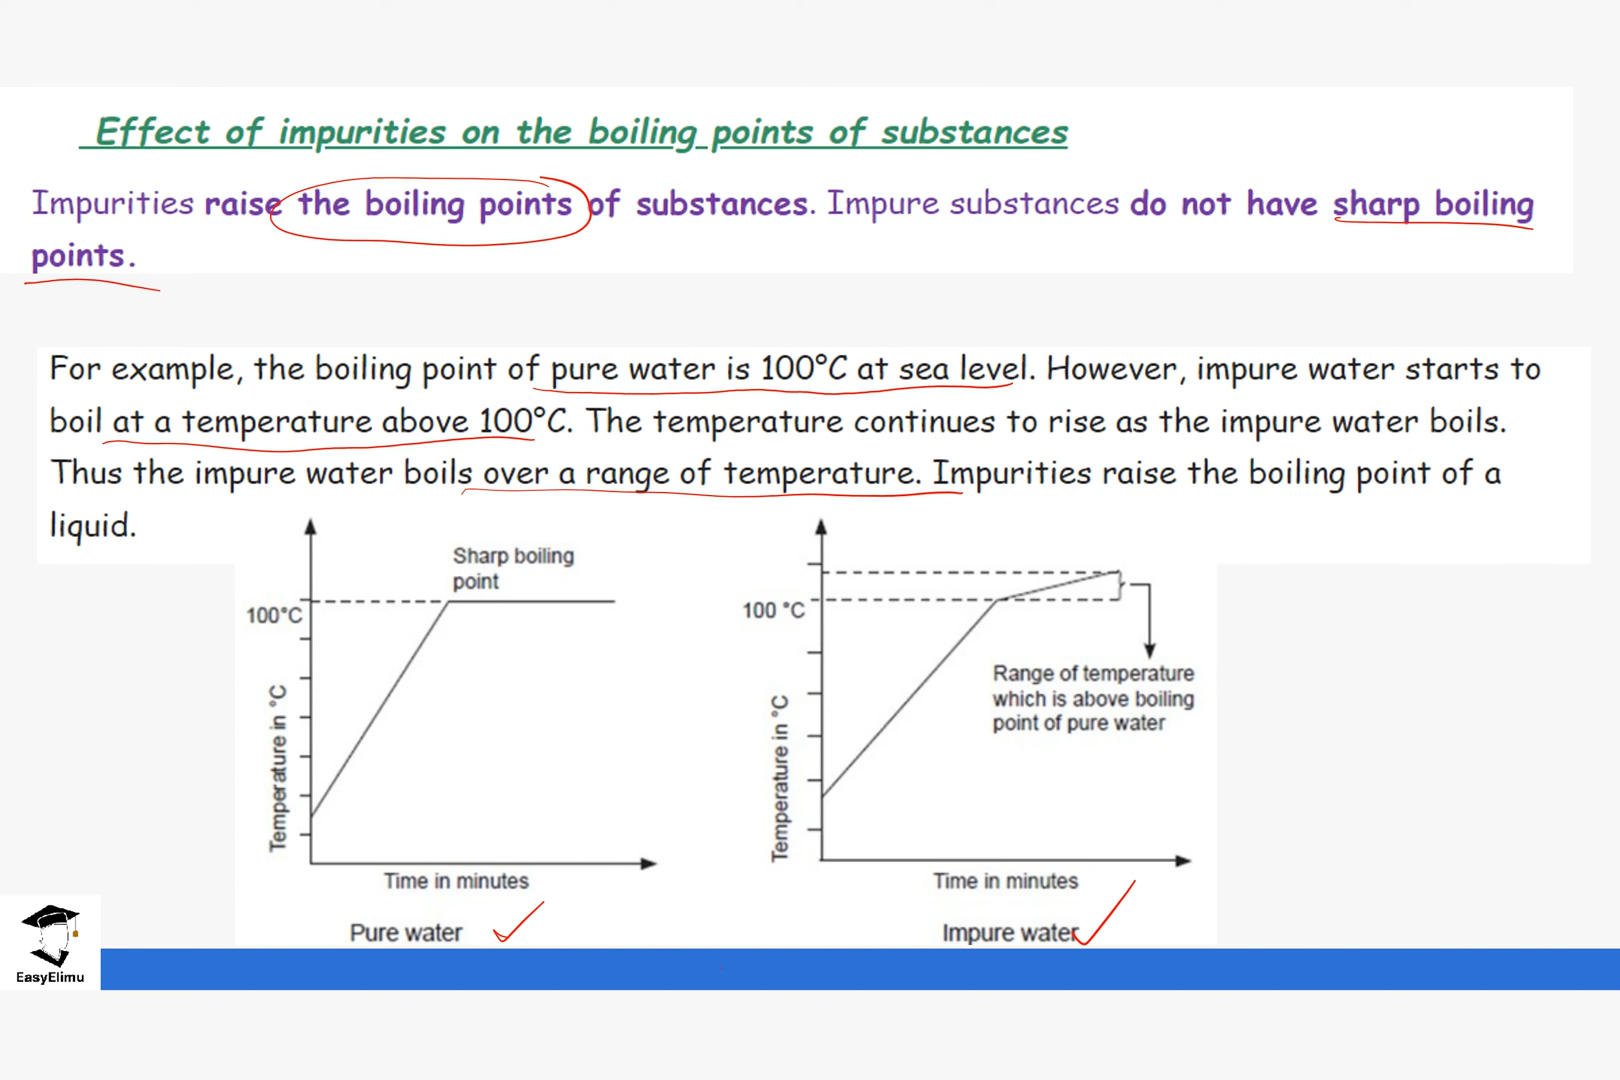 Effect of impurities on the boiling points of substances
Impurities raise the boiling points of substances. Impure substances do not have sharp boiling
points.
For example, the boiling point of pure water is 100°C at sea level. However, impure water starts to
boil at a temperature above 100°C. The temperature continues to rise as the impure water boils.
Thus the impure water boils over a range of temperature. Impurities raise the boiling point of a
liquid.
Sharp boiling
point
100°C
Temperature in °C
Time in minutes
Pure water
100 °C
Temperature in °C
Range of temperature
which is above boiling
point of pure water
Time in minutes
Impure water
EasyElimu